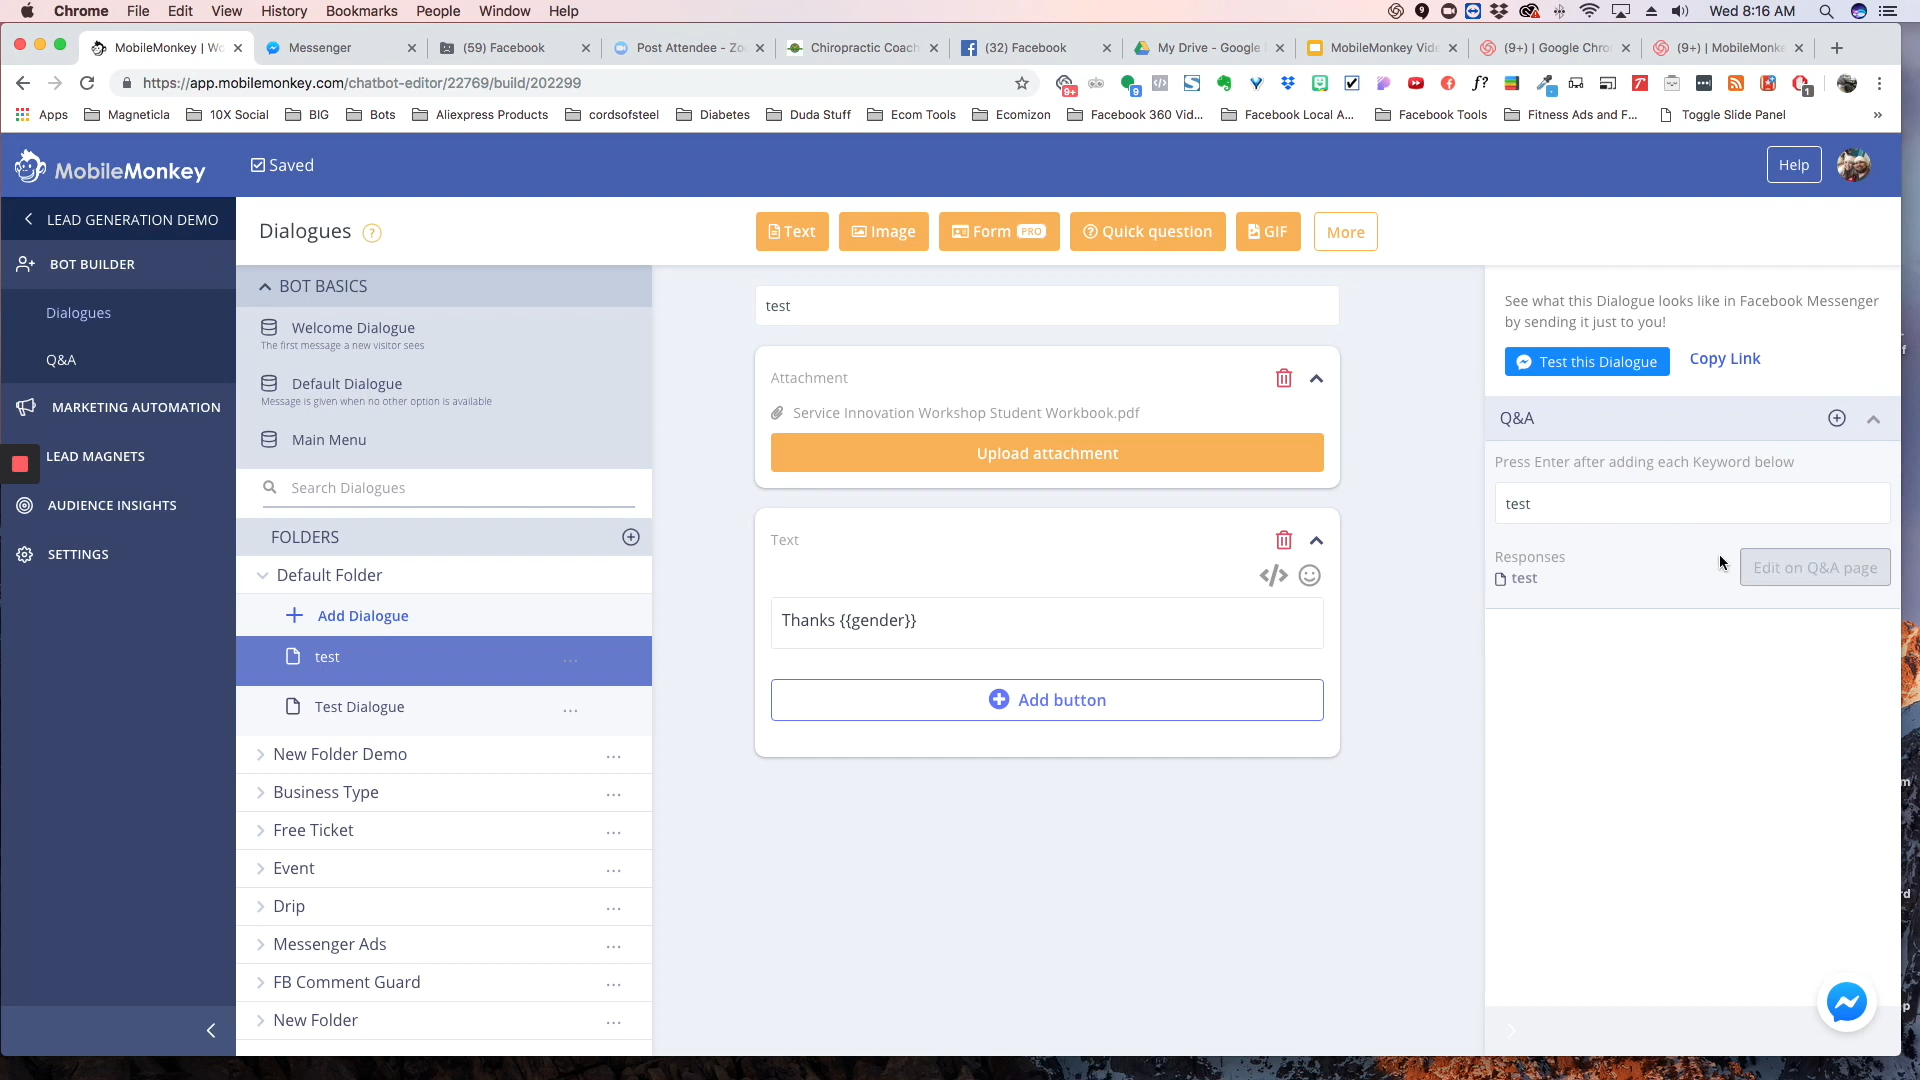 Chrome File Edit View History Bookmarks People Window Help
9
Wed 8:16 AM
MobileMonkey | Wo
Messenger
(59) Facebook
Post Attendee - Zo
Chiropractic Coach
(32) Facebook
My Drive - Google
MobileMonkey Vide
(9+) | Google Chro
(9+) | MobileMonke
https://app.mobilemonkey.com/chatbot-editor/22769/build/202299
9+
9
f?
1
Apps
Magneticla
10X Social
BIG
Bots
Aliexpress Products
cordsofsteel
Diabetes
Duda Stuff
Ecom Tools
Ecomizon
Facebook 360 Vid...
Facebook Local A...
Facebook Tools
Fitness Ads and F...
Toggle Slide Panel
»
MobileMonkey
Saved
Help
LEAD GENERATION DEMO
BOT BUILDER
Dialogues
Q&A
MARKETING AUTOMATION
LEAD MAGNETS
AUDIENCE INSIGHTS
SETTINGS
Dialogues ?
Text
Image
Form PRO
Quick question
GIF
More
BOT BASICS
Welcome Dialogue
The first message a new visitor sees
Default Dialogue
Message is given when no other option is available
Main Menu
Search Dialogues
FOLDERS
Default Folder
Add Dialogue
test ...
Test Dialogue ...
New Folder Demo ...
Business Type ...
Free Ticket ...
Event ...
Drip ...
Messenger Ads ...
FB Comment Guard ...
New Folder ...
test
Attachment
Service Innovation Workshop Student Workbook.pdf
Upload attachment
Text
</>
Thanks {{gender}}
Add button
See what this Dialogue looks like in Facebook Messenger
by sending it just to you!
Test this Dialogue
Copy Link
Q&A
Press Enter after adding each Keyword below
test
Responses
test
Edit on Q&A page